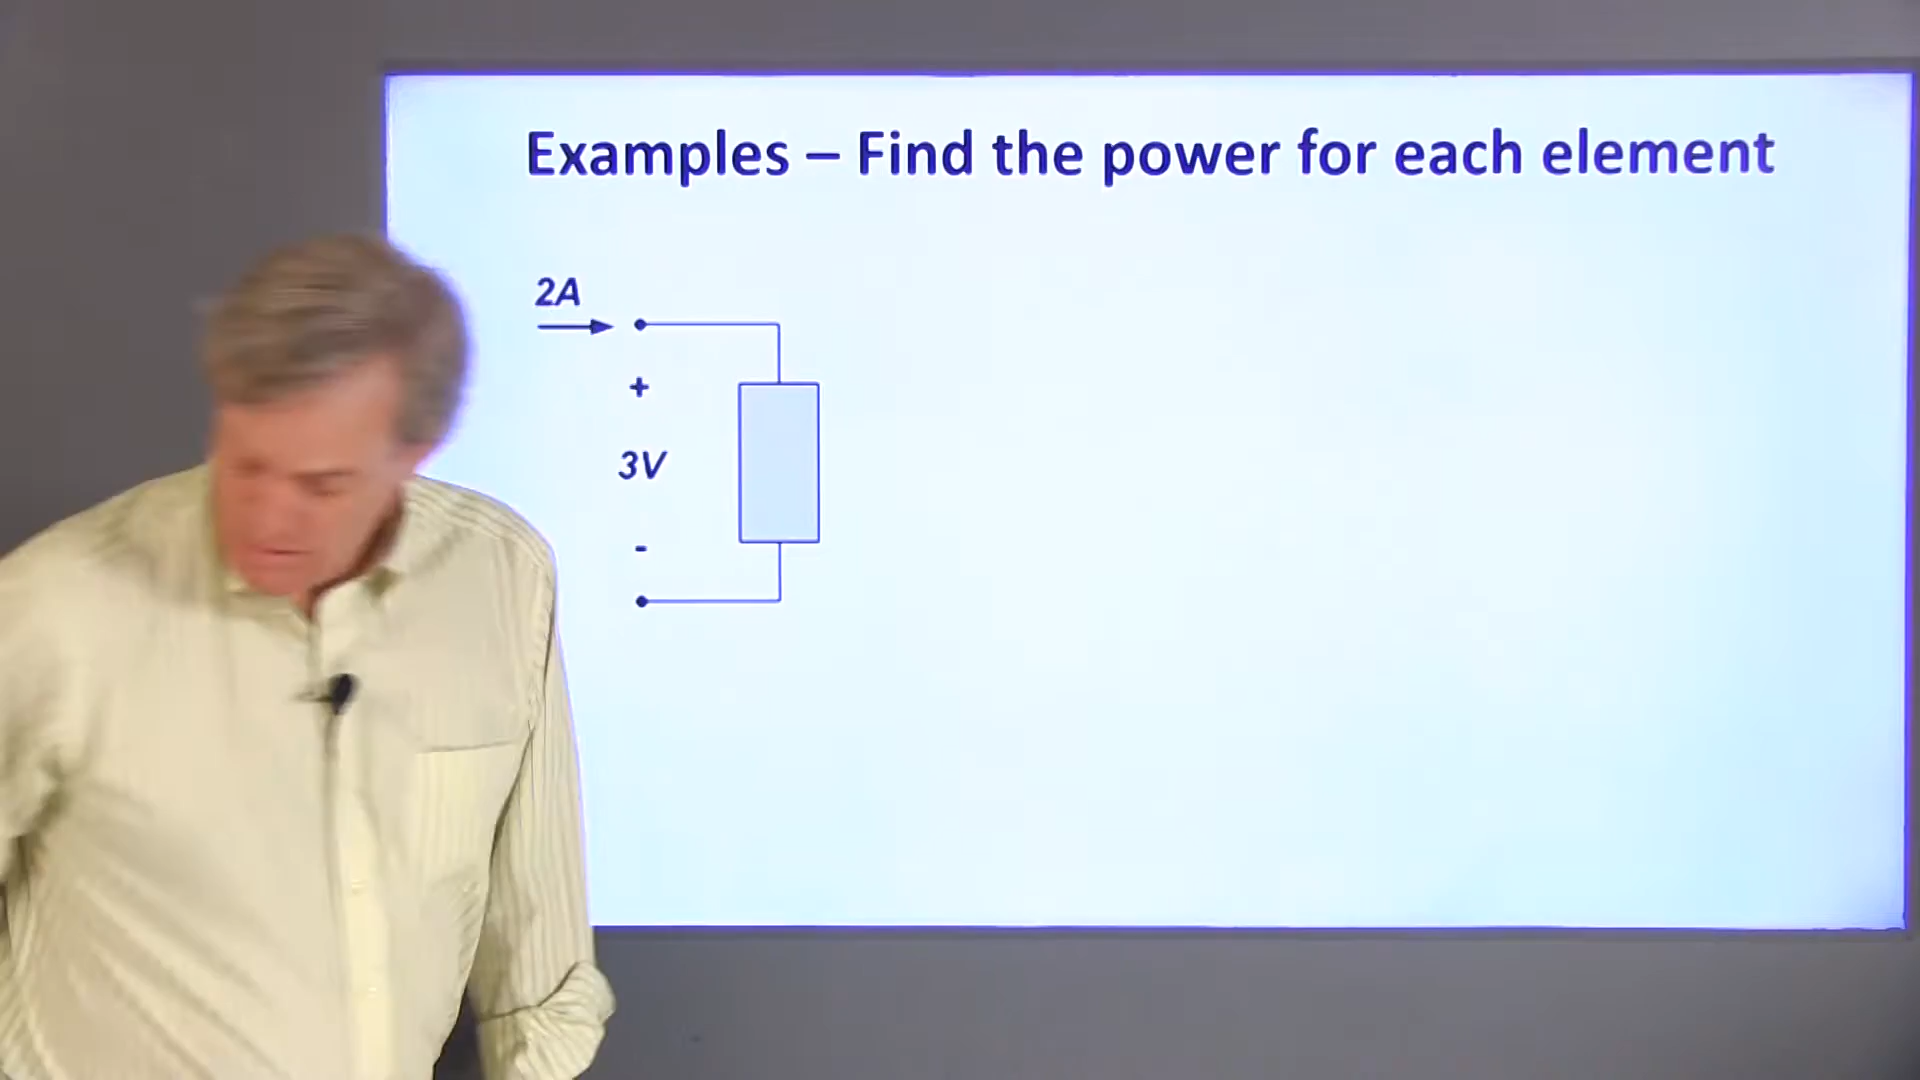 Examples – Find the power for each element
2A
+
3V
-